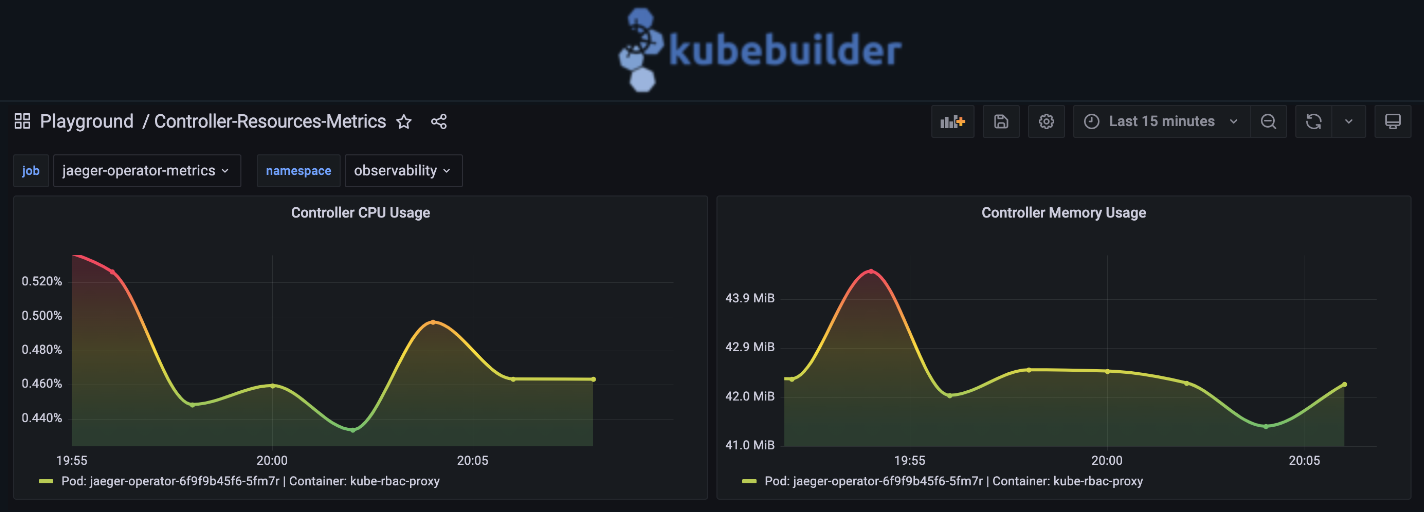 kubebuilder
Playground / Controller-Resources-Metrics
Last 15 minutes
job jaeger-operator-metrics namespace observability
Controller CPU Usage
0.520%
0.500%
0.480%
0.460%
0.440%
19:55 20:00 20:05
Pod: jaeger-operator-6f9f9b45f6-5fm7r | Container: kube-rbac-proxy
Controller Memory Usage
43.9 MiB
42.9 MiB
42.0 MiB
41.0 MiB
19:55 20:00 20:05
Pod: jaeger-operator-6f9f9b45f6-5fm7r | Container: kube-rbac-proxy